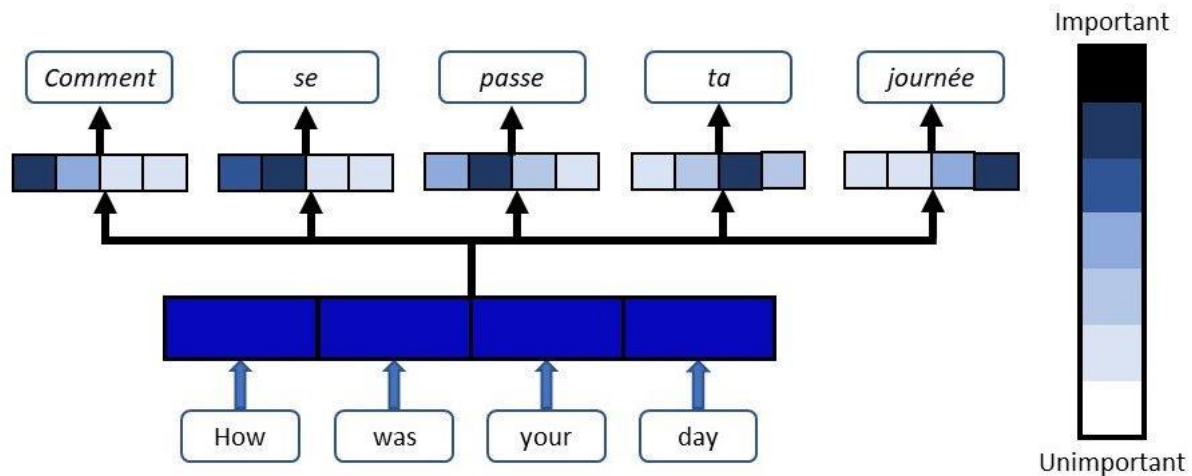 Important
Comment
se
passe
ta
journée
How
was
your
day
Unimportant